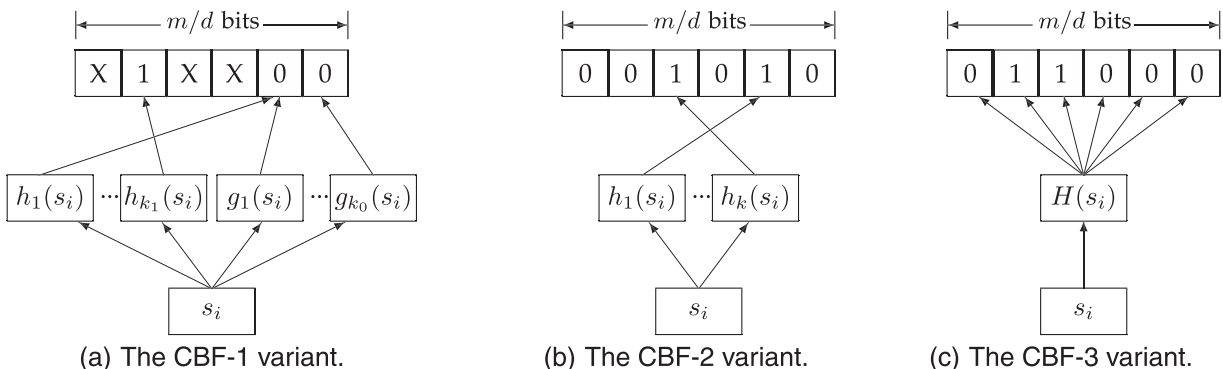 m/d bits m/d bits m/d bits
X 1 X X 0 0 0 0 1 0 1 0 0 1 1 0 0 0
h₁(sᵢ) ··· hₖ₁(sᵢ) g₁(sᵢ) ··· gₖ₀(sᵢ) h₁(sᵢ) ··· hₖ(sᵢ) H(sᵢ)
sᵢ sᵢ sᵢ
(a) The CBF-1 variant. (b) The CBF-2 variant. (c) The CBF-3 variant.